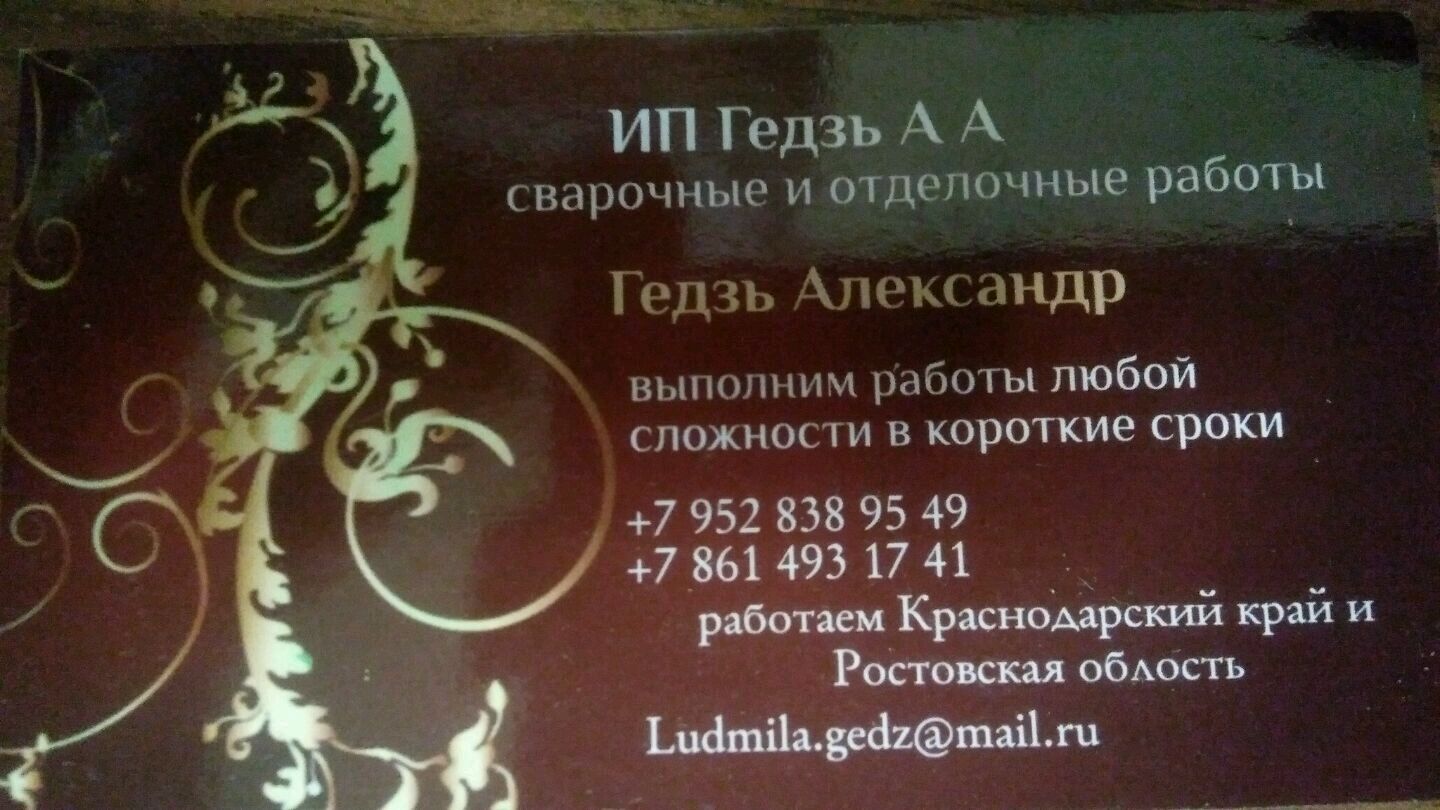 ИП Гедзь А А
сварочные и отделочные работы
Гедзь Александр
выполним работы любой
сложности в короткие сроки
+7 952 838 95 49
+7 861 493 17 41
работаем Краснодарский край и
Ростовская облость
Ludmila.gedz@mail.ru